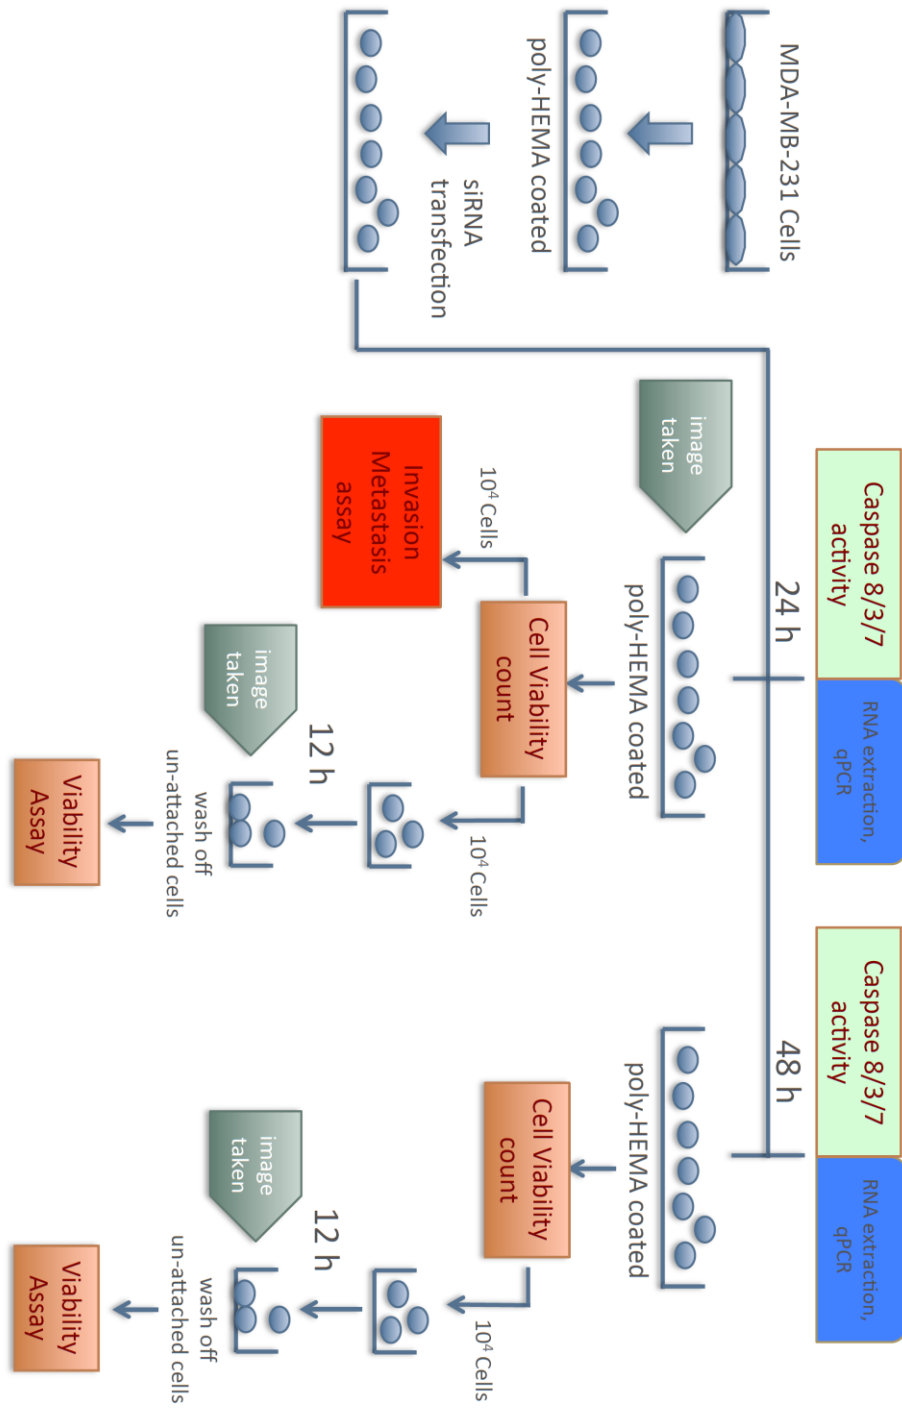 MDA-MB-231 Cells
poly-HEMA coated
siRNA
transfection
Caspase 8/3/7
activity
RNA extraction,
qPCR
24 h
image
taken
poly-HEMA coated
Cell Viability
count
10⁴ Cells
Invasion
Metastasis
assay
10⁴ Cells
12 h
image
taken
wash off
un-attached cells
Viability
Assay
Caspase 8/3/7
activity
RNA extraction,
qPCR
48 h
poly-HEMA coated
Cell Viability
count
10⁴ Cells
12 h
image
taken
wash off
un-attached cells
Viability
Assay